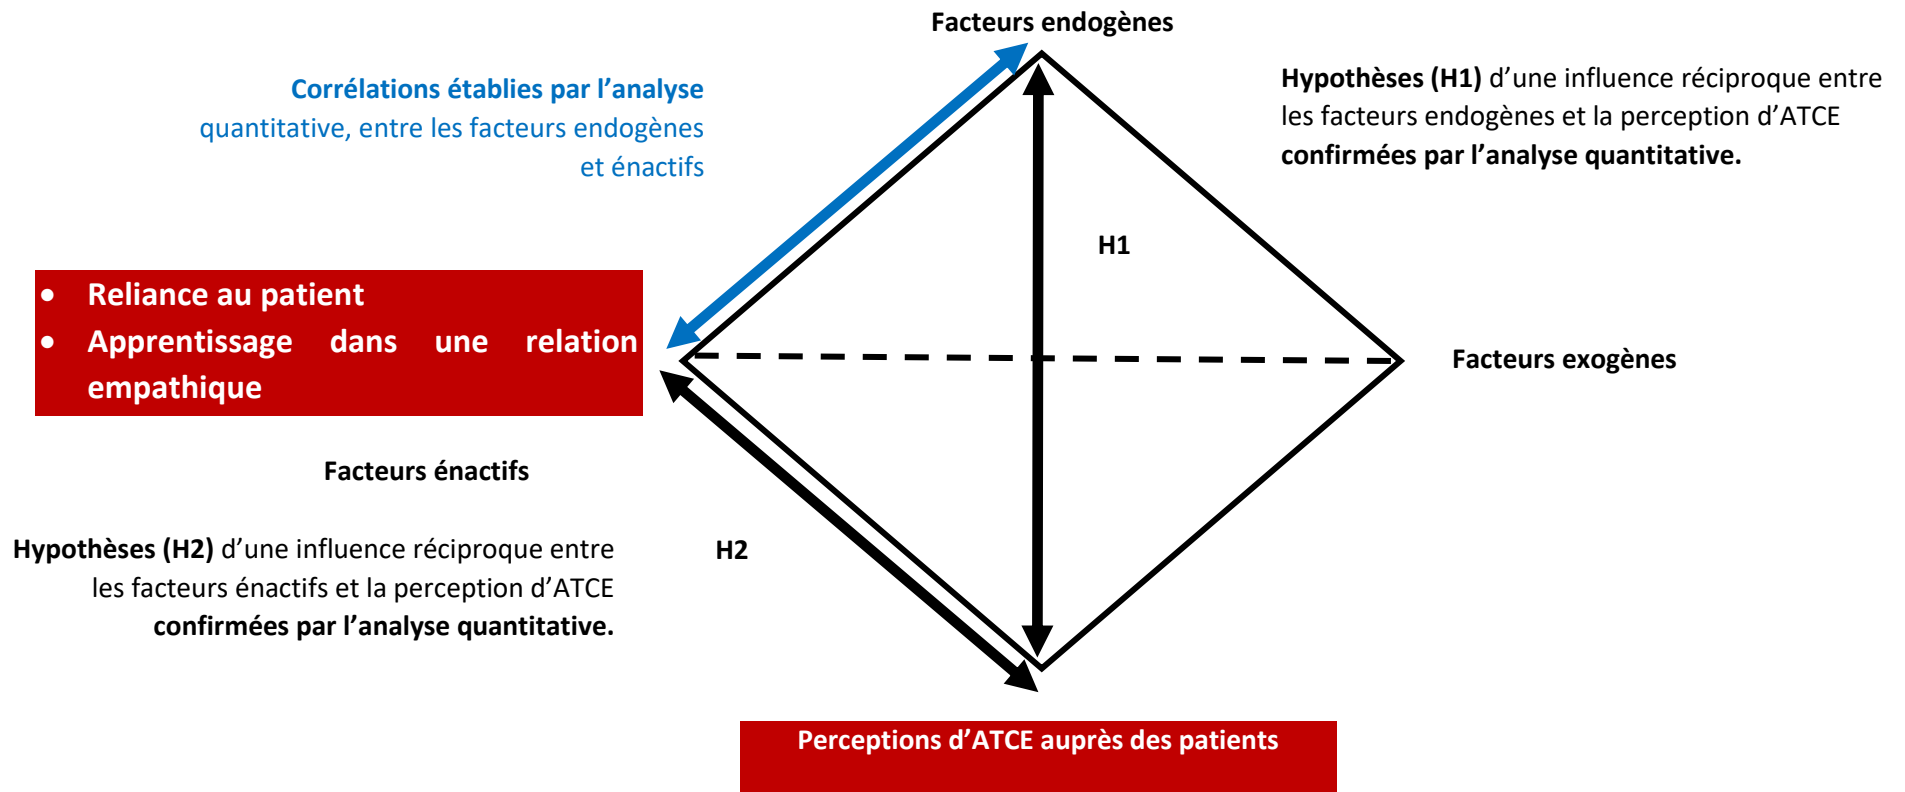 Facteurs endogènes
Corrélations établies par l’analyse
quantitative, entre les facteurs endogènes
et énactifs
Hypothèses (H1) d’une influence réciproque entre
les facteurs endogènes et la perception d’ATCE
confirmées par l’analyse quantitative.
H1
• Reliance au patient
• Apprentissage dans une relation
empathique
Facteurs exogènes
Facteurs énactifs
Hypothèses (H2) d’une influence réciproque entre
les facteurs énactifs et la perception d’ATCE
confirmées par l’analyse quantitative.
H2
Perceptions d’ATCE auprès des patients